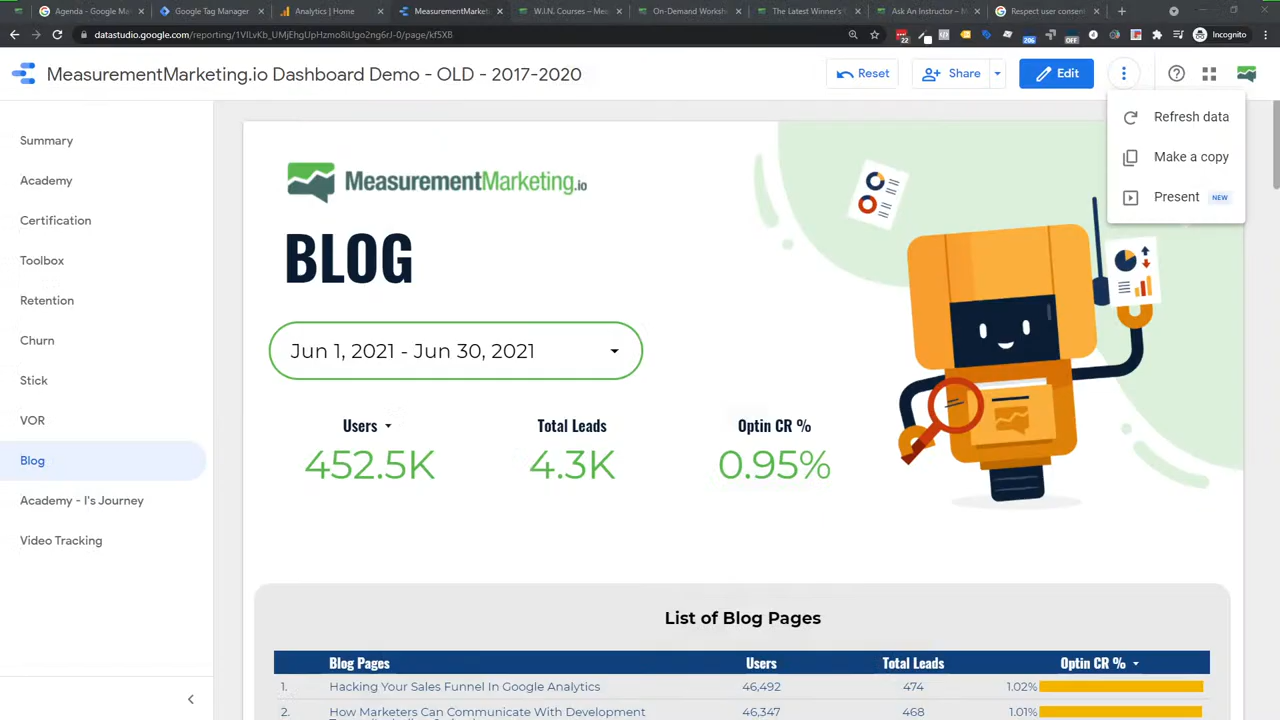 Agenda - Google Mar
Google Tag Manager
Analytics | Home
MeasurementMarket
W.I.N. Courses – Mea
On-Demand Worksh
The Latest Winner's E
Ask An Instructor – M
Respect user consent
datastudio.google.com/reporting/1VILvKb_UMjEhgUpHzmo8iUgo2ng6rJ-0/page/kf5XB
22
206
OFF
Incognito
MeasurementMarketing.io Dashboard Demo - OLD - 2017-2020
Reset
Share
Edit
Refresh data
Make a copy
Present NEW
Summary
Academy
Certification
Toolbox
Retention
Churn
Stick
VOR
Blog
Academy - I's Journey
Video Tracking
MeasurementMarketing.io
BLOG
Jun 1, 2021 - Jun 30, 2021
Users Total Leads Optin CR %
452.5K 4.3K 0.95%
List of Blog Pages
Blog Pages Users Total Leads Optin CR %
1. Hacking Your Sales Funnel In Google Analytics 46,492 474 1.02%
2. How Marketers Can Communicate With Development 46,347 468 1.01%